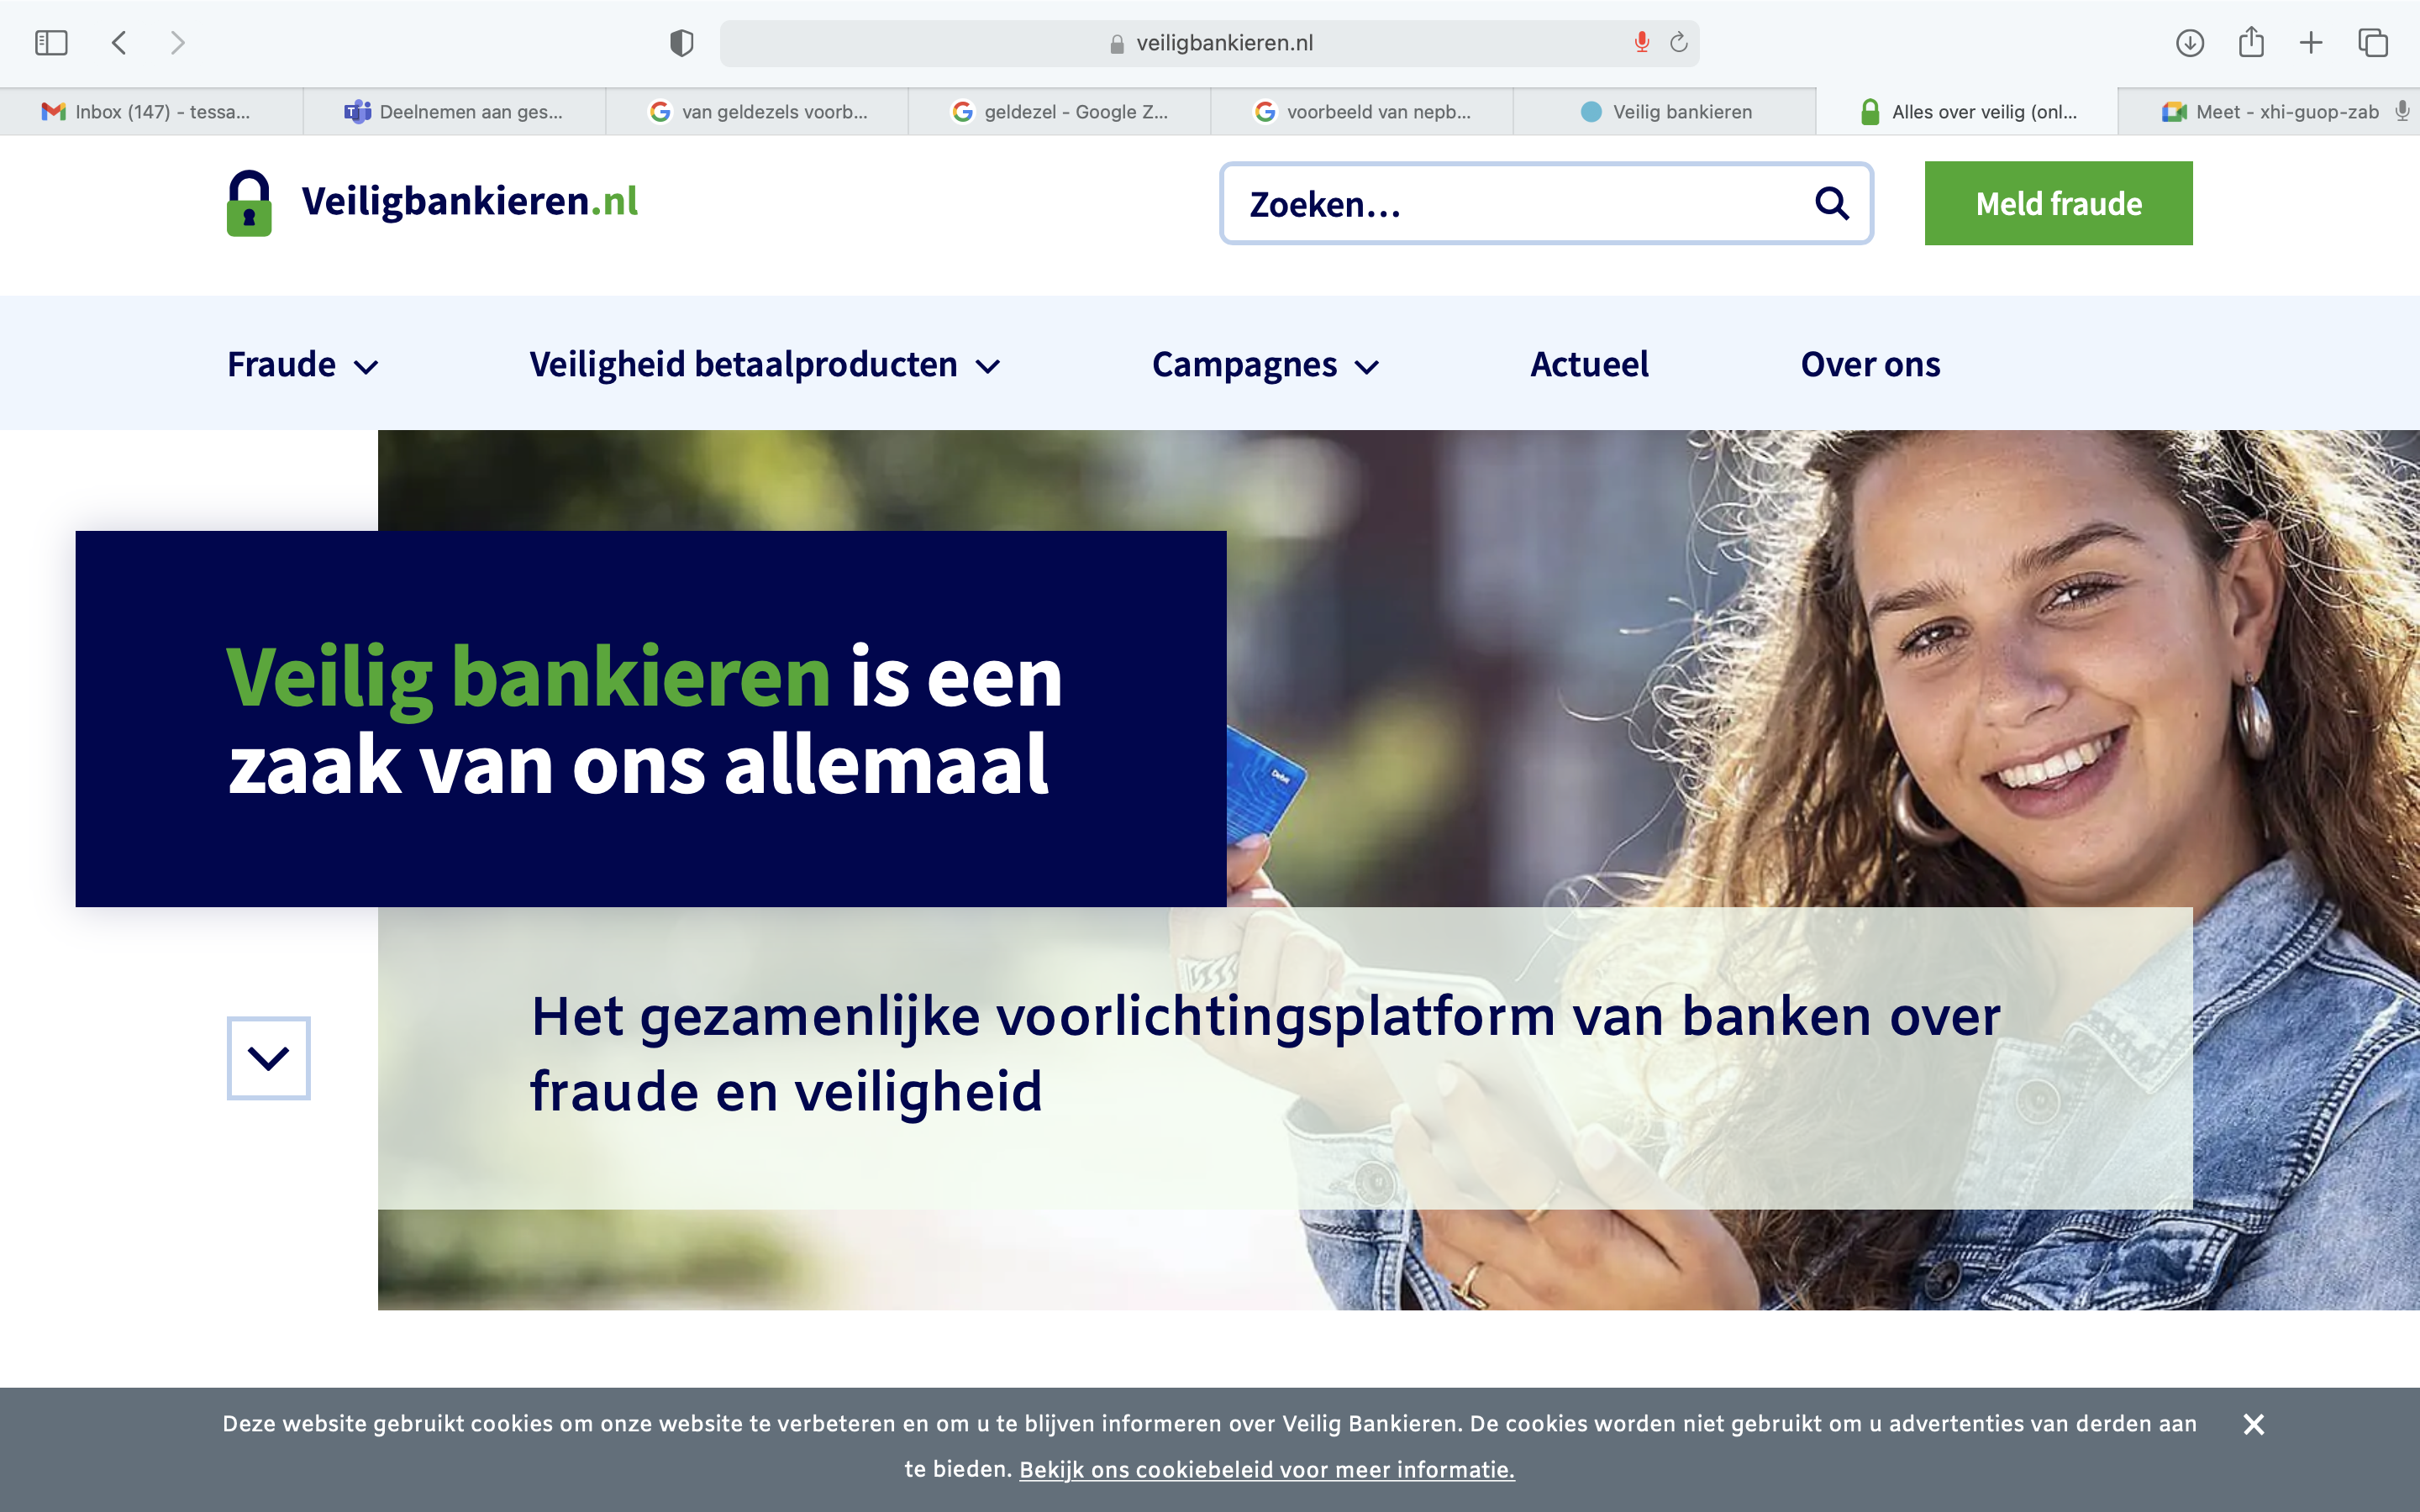 veiligbankieren.nl
Inbox (147) - tessa...
Deelnemen aan ges...
van geldezels voorb...
geldezel - Google Z...
voorbeeld van nepb...
Veilig bankieren
Alles over veilig (onl...
Meet - xhi-guop-zab
Veiligbankieren.nl
Zoeken...
Meld fraude
Fraude
Veiligheid betaalproducten
Campagnes
Actueel
Over ons
Veilig bankieren is een
zaak van ons allemaal
Debit
Het gezamenlijke voorlichtingsplatform van banken over
fraude en veiligheid
Deze website gebruikt cookies om onze website te verbeteren en om u te blijven informeren over Veilig Bankieren. De cookies worden niet gebruikt om u advertenties van derden aan
te bieden. Bekijk ons cookiebeleid voor meer informatie.